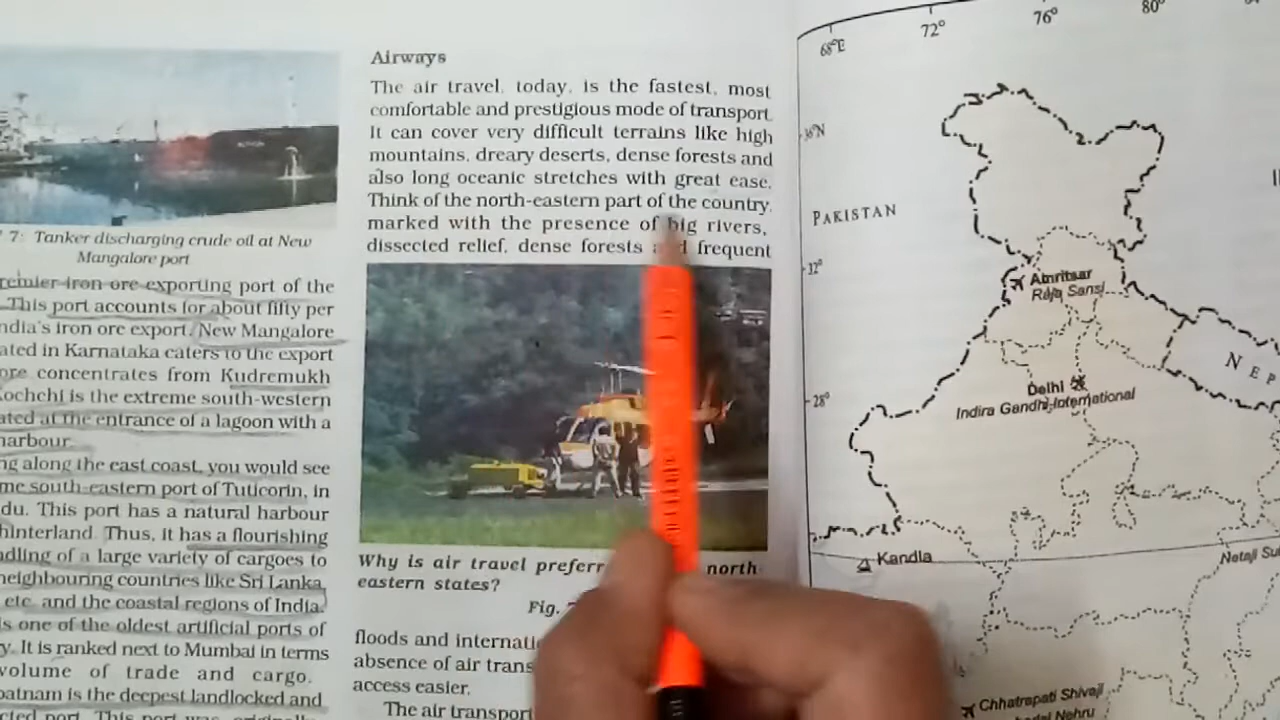 7: Tanker discharging crude oil at New
Mangalore port
premier iron ore exporting port of the
This port accounts for about fifty per
India's iron ore export. New Mangalore
ated in Karnataka caters to the export
ore concentrates from Kudremukh
Kochchi is the extreme south-western
ated at the entrance of a lagoon with a
harbour.
ng along the east coast, you would see
me south-eastern port of Tuticorin, in
du. This port has a natural harbour
hinterland. Thus, it has a flourishing
ndling of a large variety of cargoes to
neighbouring countries like Sri Lanka,
etc. and the coastal regions of India.
is one of the oldest artificial ports of
y. It is ranked next to Mumbai in terms
volume of trade and cargo.
patnam is the deepest landlocked and
cted port. This port was
Airways
The air travel, today, is the fastest, most
comfortable and prestigious mode of transport.
It can cover very difficult terrains like high
mountains, dreary deserts, dense forests and
also long oceanic stretches with great ease.
Think of the north-eastern part of the country,
marked with the presence of big rivers,
dissected relief, dense forests and frequent
Why is air travel preferr north-
eastern states?
Fig.
floods and internatio
absence of air trans
access easier.
The air transport
68°E
72°
76°
80°
36°N
PAKISTAN
32°
Amritsar
Raja Sansi
NEP
Delhi
28°
Indira Gandhi International
Kandla
Netaji Su
Chhatrapati Shivaji
Nehru